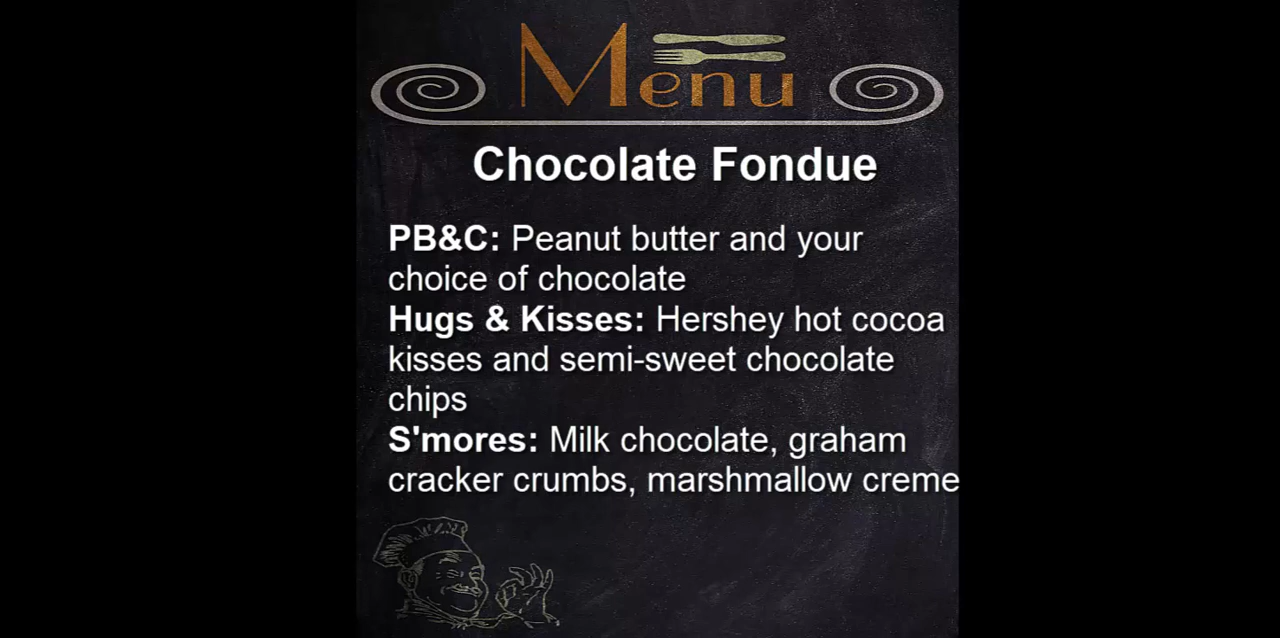 Menu
Chocolate Fondue
PB&C: Peanut butter and your
choice of chocolate
Hugs & Kisses: Hershey hot cocoa
kisses and semi-sweet chocolate
chips
S'mores: Milk chocolate, graham
cracker crumbs, marshmallow creme